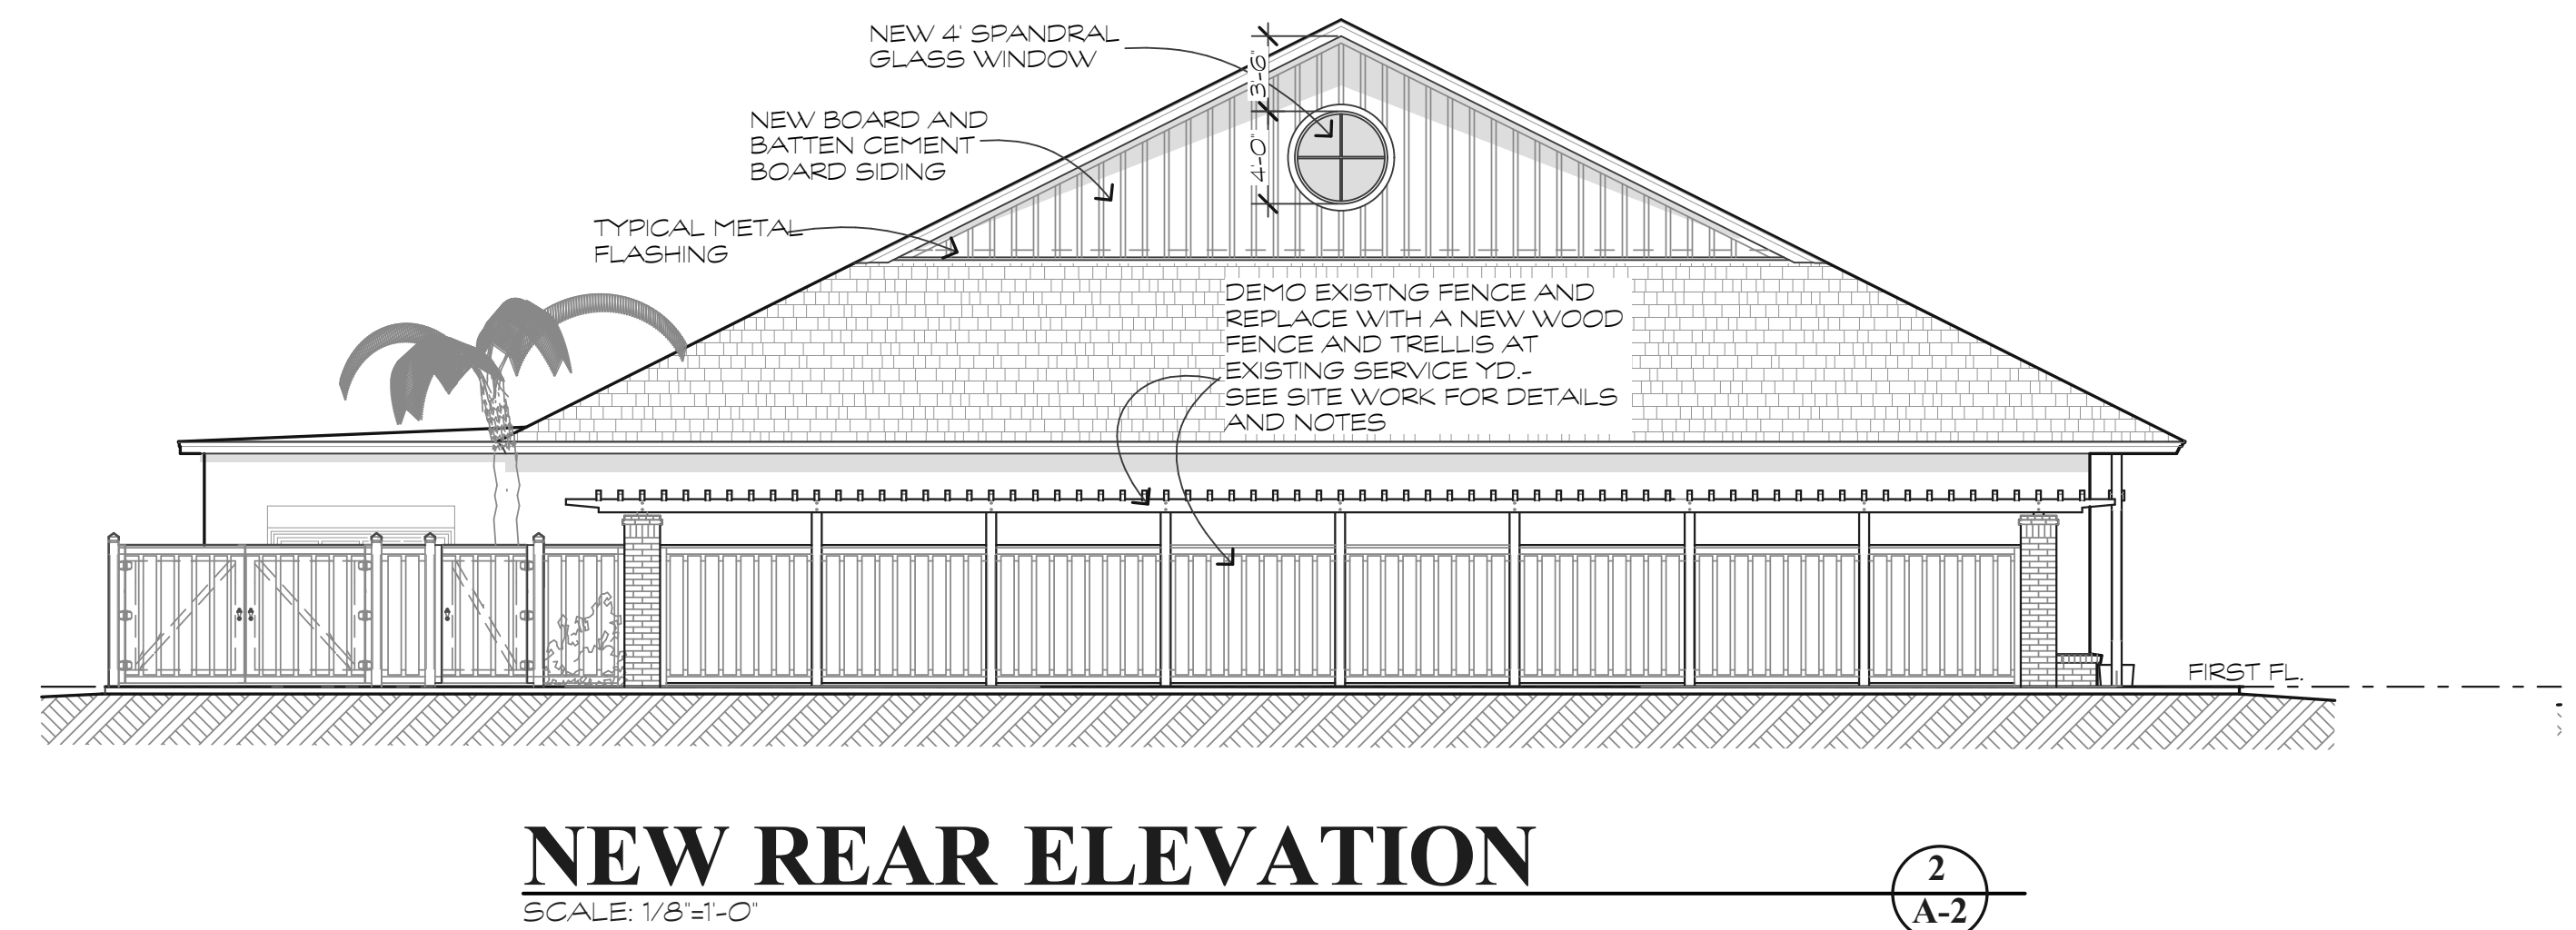 NEW 4' SPANDRAL
GLASS WINDOW
3'-6"
NEW BOARD AND
BATTEN CEMENT
BOARD SIDING
4'-0"
TYPICAL METAL
FLASHING
DEMO EXISTNG FENCE AND
REPLACE WITH A NEW WOOD
FENCE AND TRELLIS AT
EXISTING SERVICE YD.-
SEE SITE WORK FOR DETAILS
AND NOTES
FIRST FL.
NEW REAR ELEVATION
SCALE: 1/8"=1'-0"
2
A-2